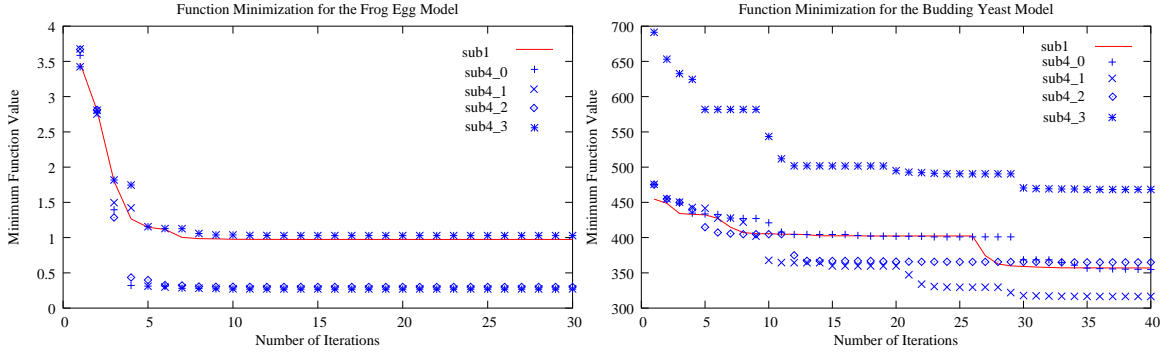 Function Minimization for the Frog Egg Model
Minimum Function Value
4
3.5
3
2.5
2
1.5
1
0.5
0
sub1
sub4_0
sub4_1
sub4_2
sub4_3
0 5 10 15 20 25 30
Number of Iterations
Function Minimization for the Budding Yeast Model
Minimum Function Value
700
650
600
550
500
450
400
350
300
sub1
sub4_0
sub4_1
sub4_2
sub4_3
0 5 10 15 20 25 30 35 40
Number of Iterations